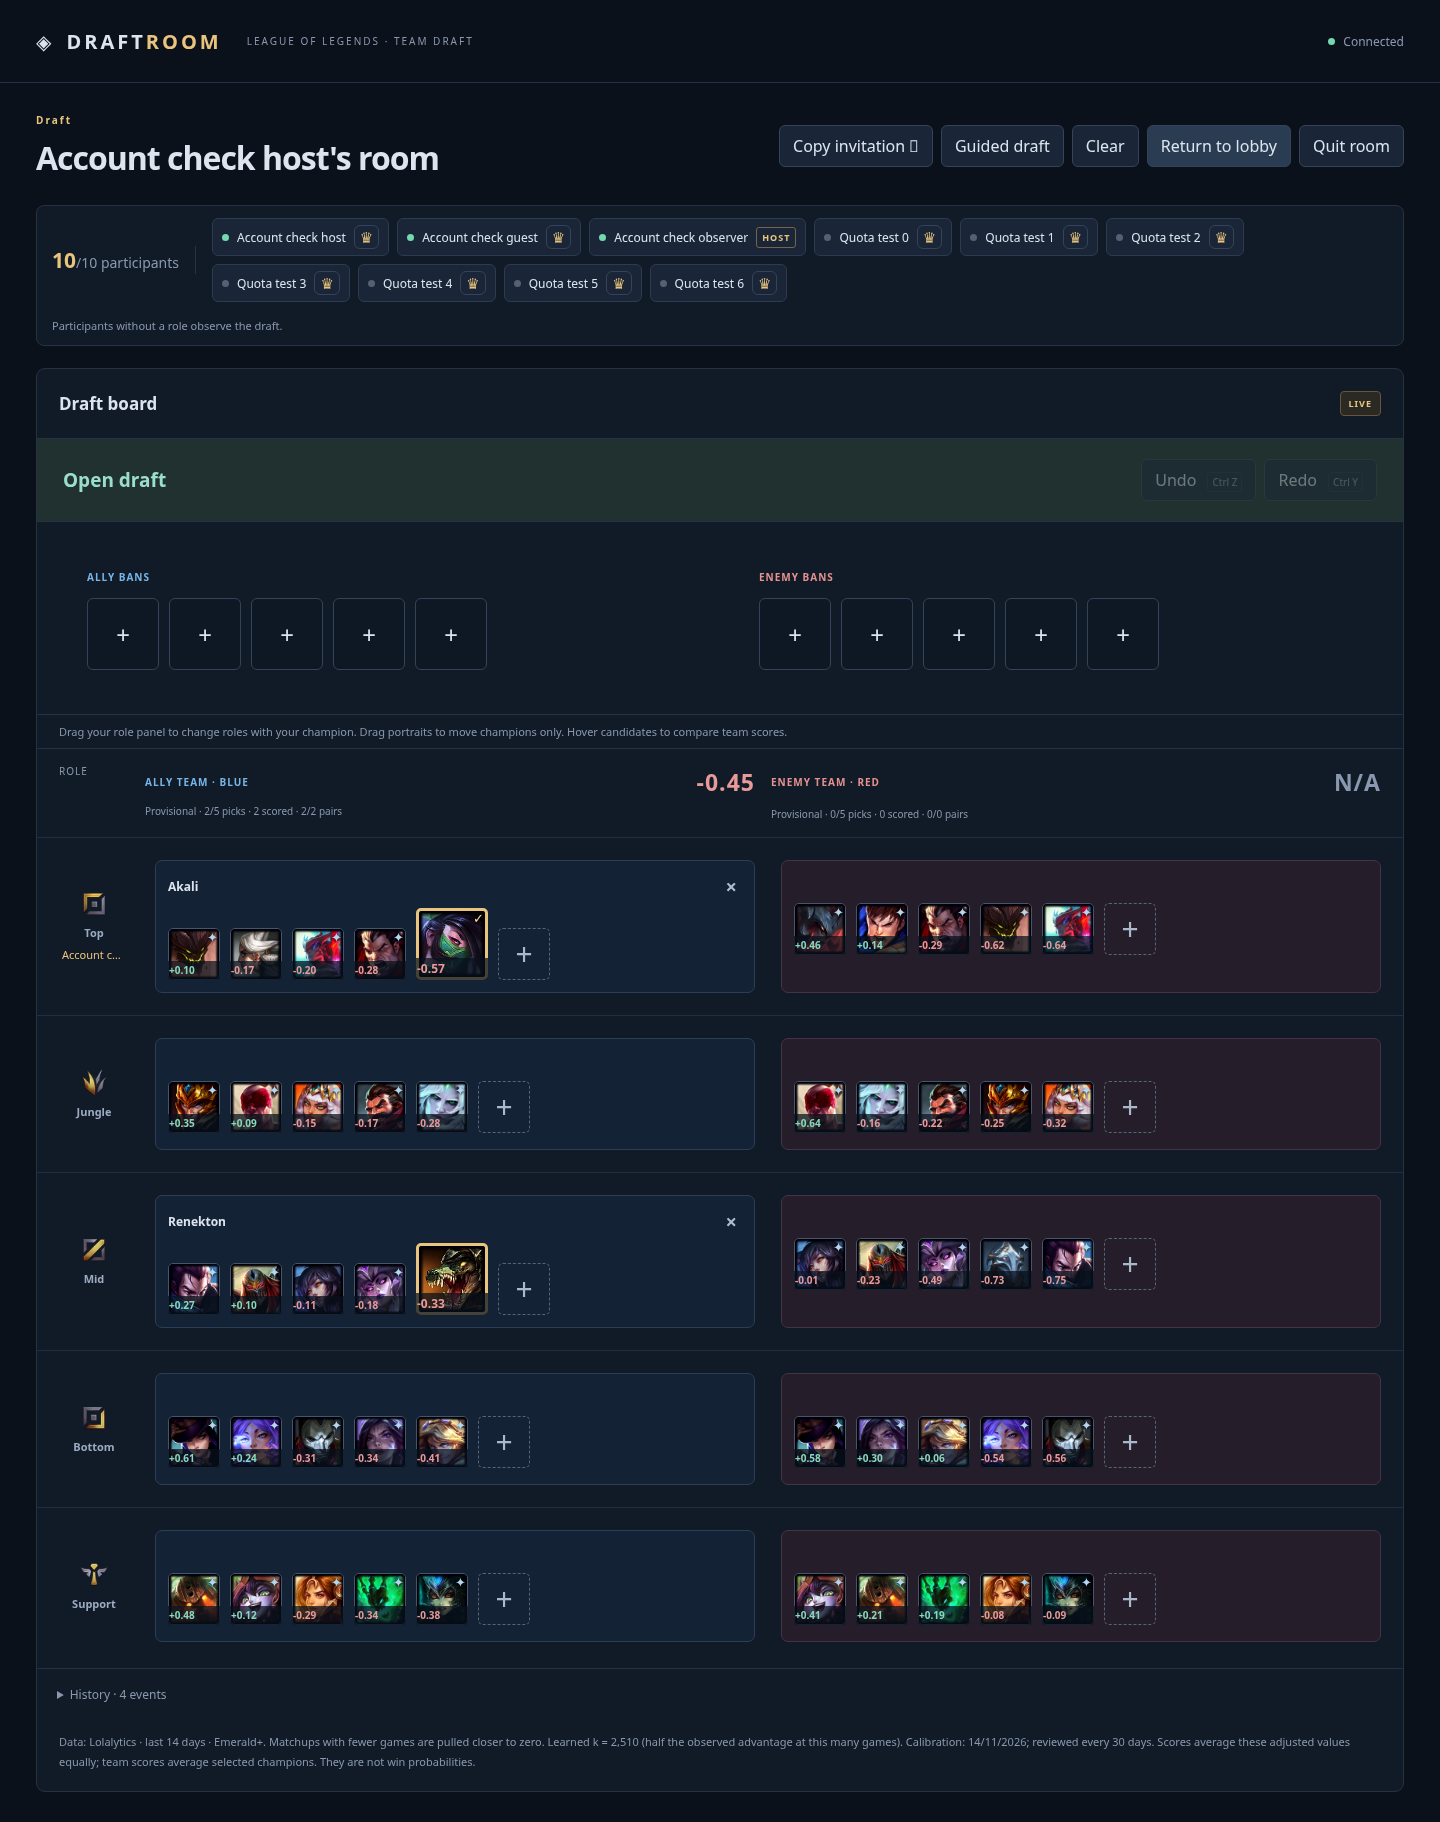 ◈ DRAFTROOM LEAGUE OF LEGENDS · TEAM DRAFT Connected
Draft
Account check host's room
Copy invitation Guided draft Clear Return to lobby Quit room
10/10 participants
Account check host ♛ Account check guest ♛ Account check observer HOST Quota test 0 ♛ Quota test 1 ♛ Quota test 2 ♛
Quota test 3 ♛ Quota test 4 ♛ Quota test 5 ♛ Quota test 6 ♛
Participants without a role observe the draft.
Draft board LIVE
Open draft Undo Ctrl Z Redo Ctrl Y
ALLY BANS ENEMY BANS
+ + + + + + + + + +
Drag your role panel to change roles with your champion. Drag portraits to move champions only. Hover candidates to compare team scores.
ROLE ALLY TEAM · BLUE -0.45 ENEMY TEAM · RED N/A
Provisional · 2/5 picks · 2 scored · 2/2 pairs Provisional · 0/5 picks · 0 scored · 0/0 pairs
Top
Account c...
Akali ×
+0.10 -0.17 -0.20 -0.28 -0.57 +
+0.46 +0.14 -0.29 -0.62 -0.64 +
Jungle
+0.35 +0.09 -0.15 -0.17 -0.28 +
+0.64 -0.16 -0.22 -0.25 -0.32 +
Mid
Renekton ×
+0.27 +0.10 -0.11 -0.18 -0.33 +
-0.01 -0.23 -0.49 -0.73 -0.75 +
Bottom
+0.61 +0.24 -0.31 -0.34 -0.41 +
+0.58 +0.30 +0.06 -0.54 -0.56 +
Support
+0.48 +0.12 -0.29 -0.34 -0.38 +
+0.41 +0.21 +0.19 -0.08 -0.09 +
▶ History · 4 events
Data: Lolalytics · last 14 days · Emerald+. Matchups with fewer games are pulled closer to zero. Learned k = 2,510 (half the observed advantage at this many games). Calibration: 14/11/2026; reviewed every 30 days. Scores average these adjusted values
equally; team scores average selected champions. They are not win probabilities.